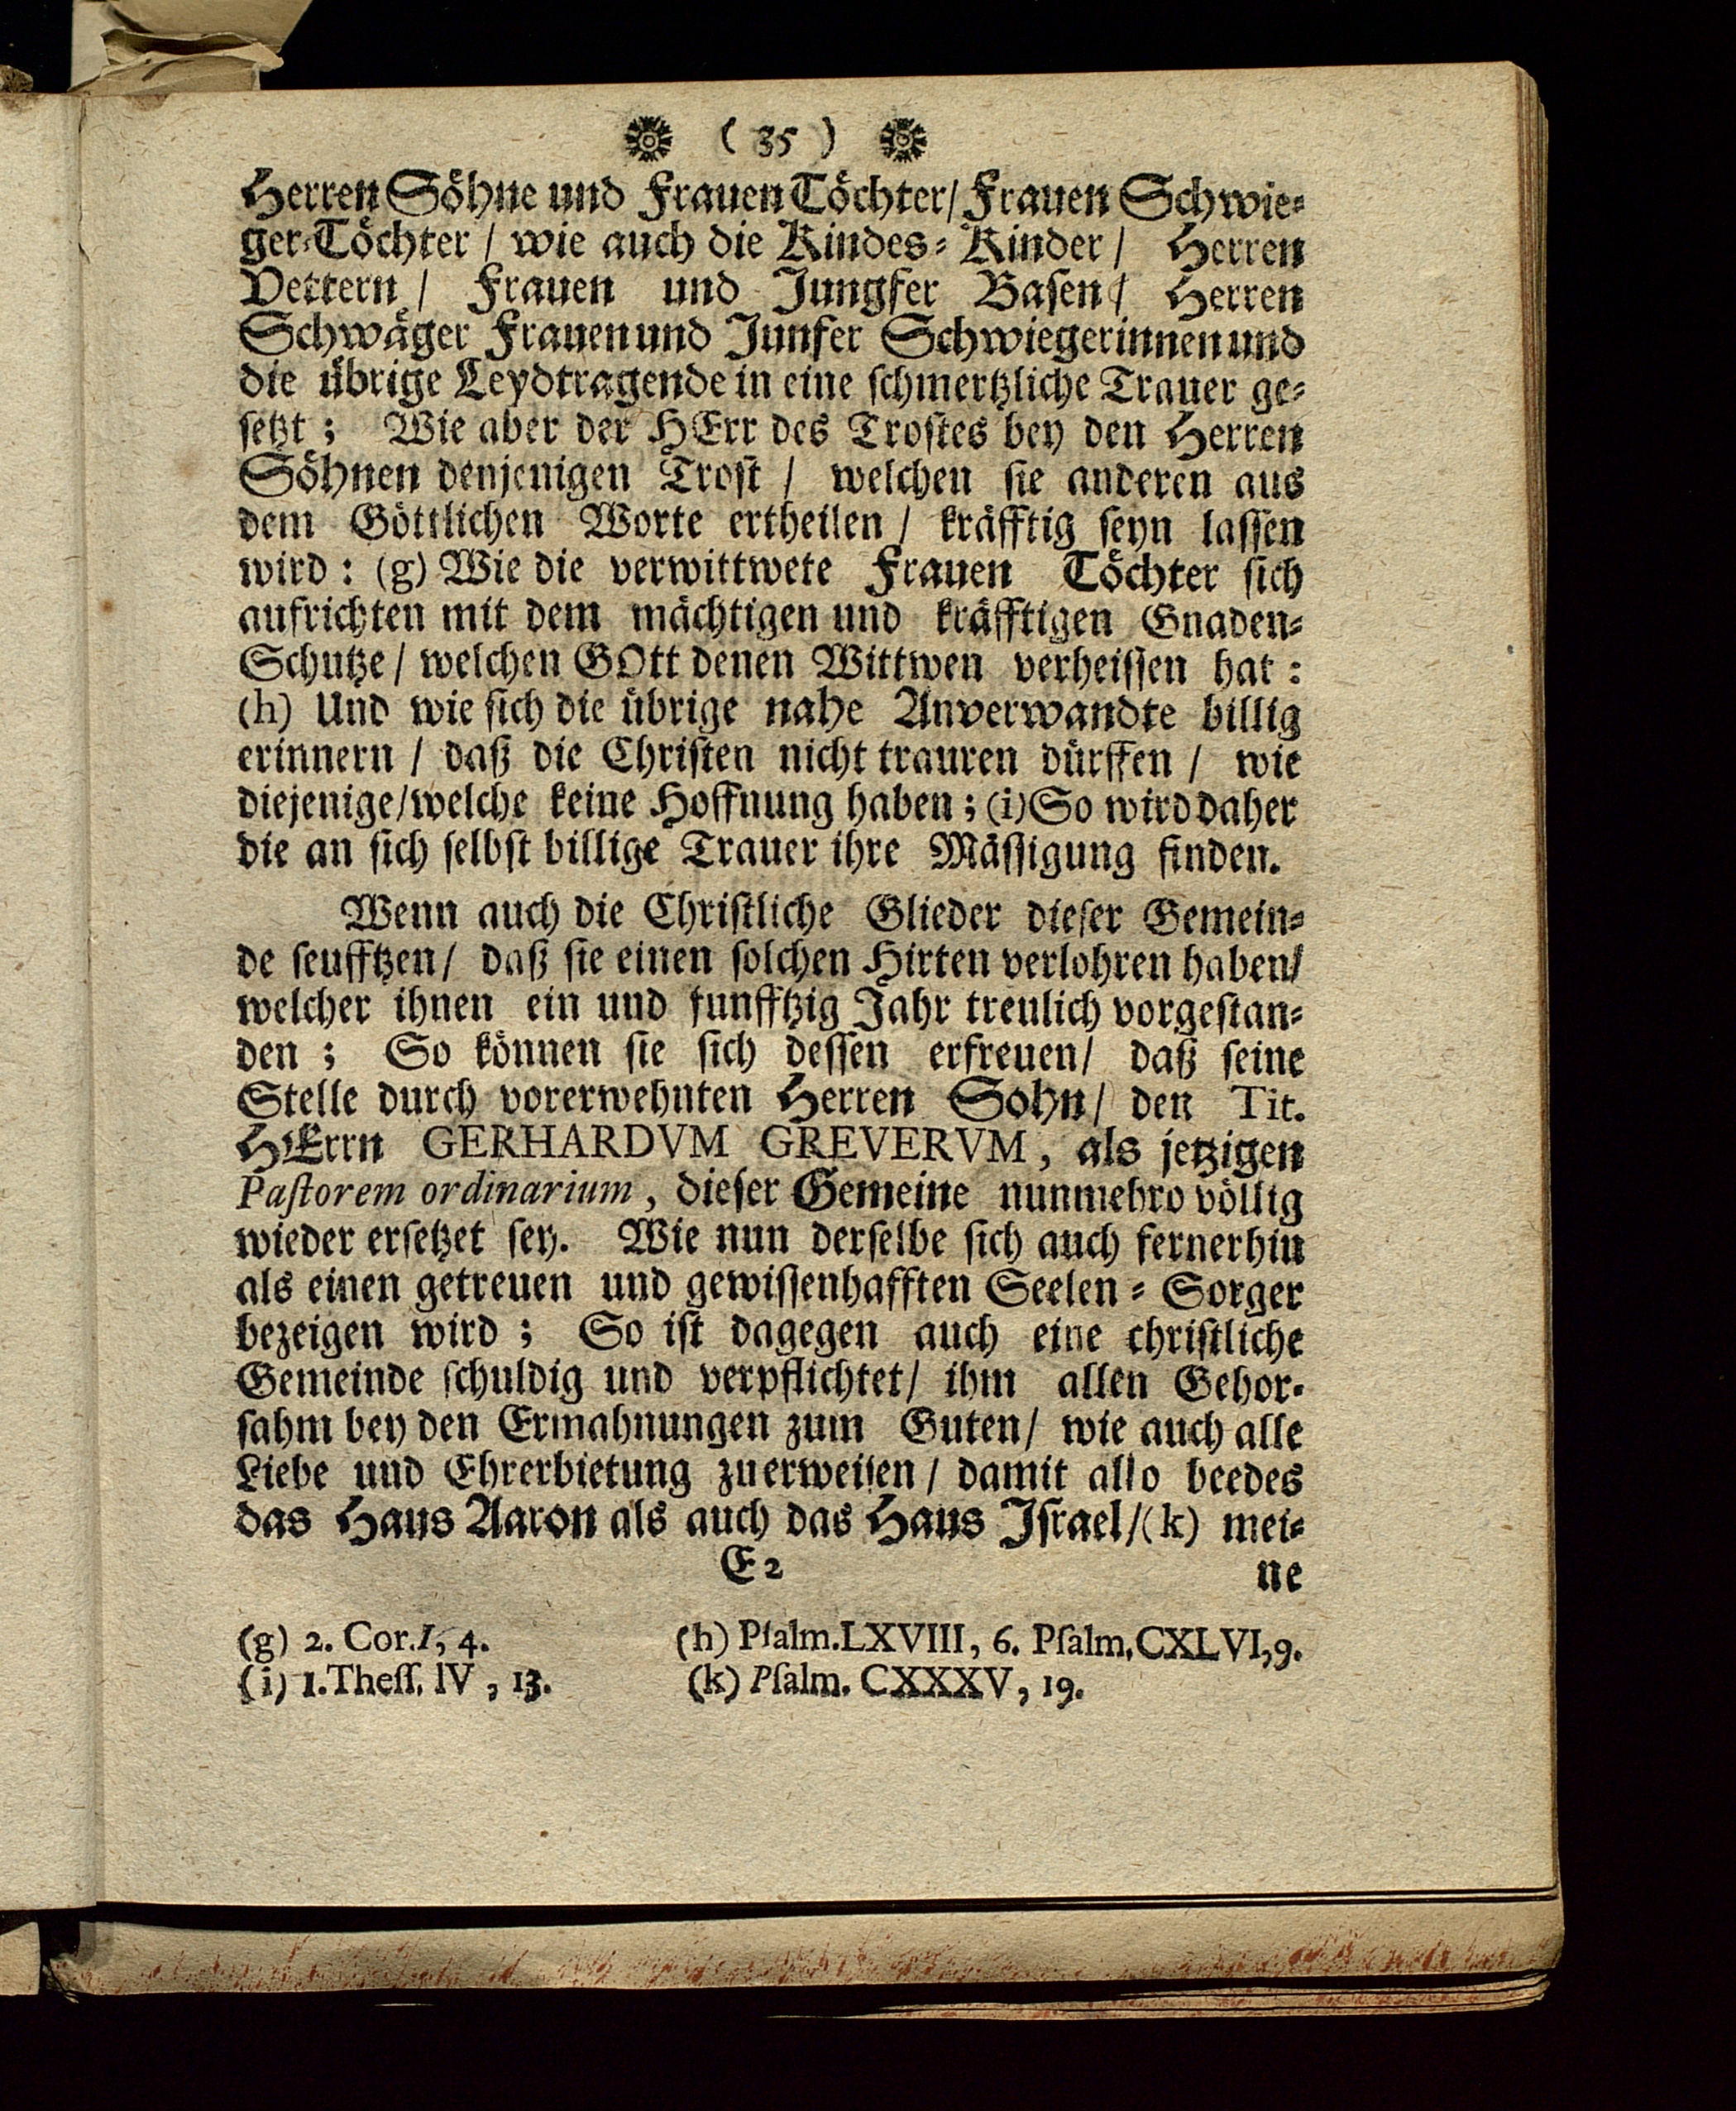 ( 35 )
Herren Söhne und Frauen Töchter/ Frauen Schwie-
ger-Töchter / wie auch die Kindes-Kinder / Herren
Vettern / Frauen und Jungfer Basen / Herren
Schwäger Frauen und Junfer Schwiegerinnen und
die übrige Leydtragende in eine schmertzliche Trauer ge-
setzt ; Wie aber der HErr des Trostes bey den Herren
Söhnen denjenigen Trost / welchen sie anderen aus
dem Göttlichen Worte ertheilen / kräfftig seyn lassen
wird : (g) Wie die verwittwete Frauen Töchter sich
aufrichten mit dem mächtigen und kräfftigen Gnaden-
Schutze / welchen GOtt denen Wittwen verheissen hat :
(h) Und wie sich die übrige nahe Anverwandte billig
erinnern / daß die Christen nicht trauren dürffen / wie
diejenige/welche keine Hoffnung haben ; (i) So wird daher
die an sich selbst billige Trauer ihre Mässigung finden.
Wenn auch die Christliche Glieder dieser Gemein-
de seufftzen/ daß sie einen solchen Hirten verlohren haben/
welcher ihnen ein und funfftzig Jahr treulich vorgestan-
den ; So können sie sich dessen erfreuen/ daß seine
Stelle durch vorerwehnten Herren Sohn/ den Tit.
HErrn GERHARDVM GREVERVM, als jetzigen
Pastorem ordinarium, dieser Gemeine nunmehro völlig
wieder ersetzet sey. Wie nun derselbe sich auch fernerhin
als einen getreuen und gewissenhafften Seelen-Sorger
bezeigen wird ; So ist dagegen auch eine christliche
Gemeinde schuldig und verpflichtet/ ihm allen Gehor-
sahm bey den Ermahnungen zum Guten/ wie auch alle
Liebe und Ehrerbietung zuerweisen / damit also beedes
das Haus Aaron als auch das Haus Israel/(k) mei-
E2 ne
(g) 2. Cor. I, 4. (h) Psalm. LXVIII, 6. Psalm. CXLVI, 9.
(i) 1. Thess. IV, 13. (k) Psalm. CXXXV, 19.